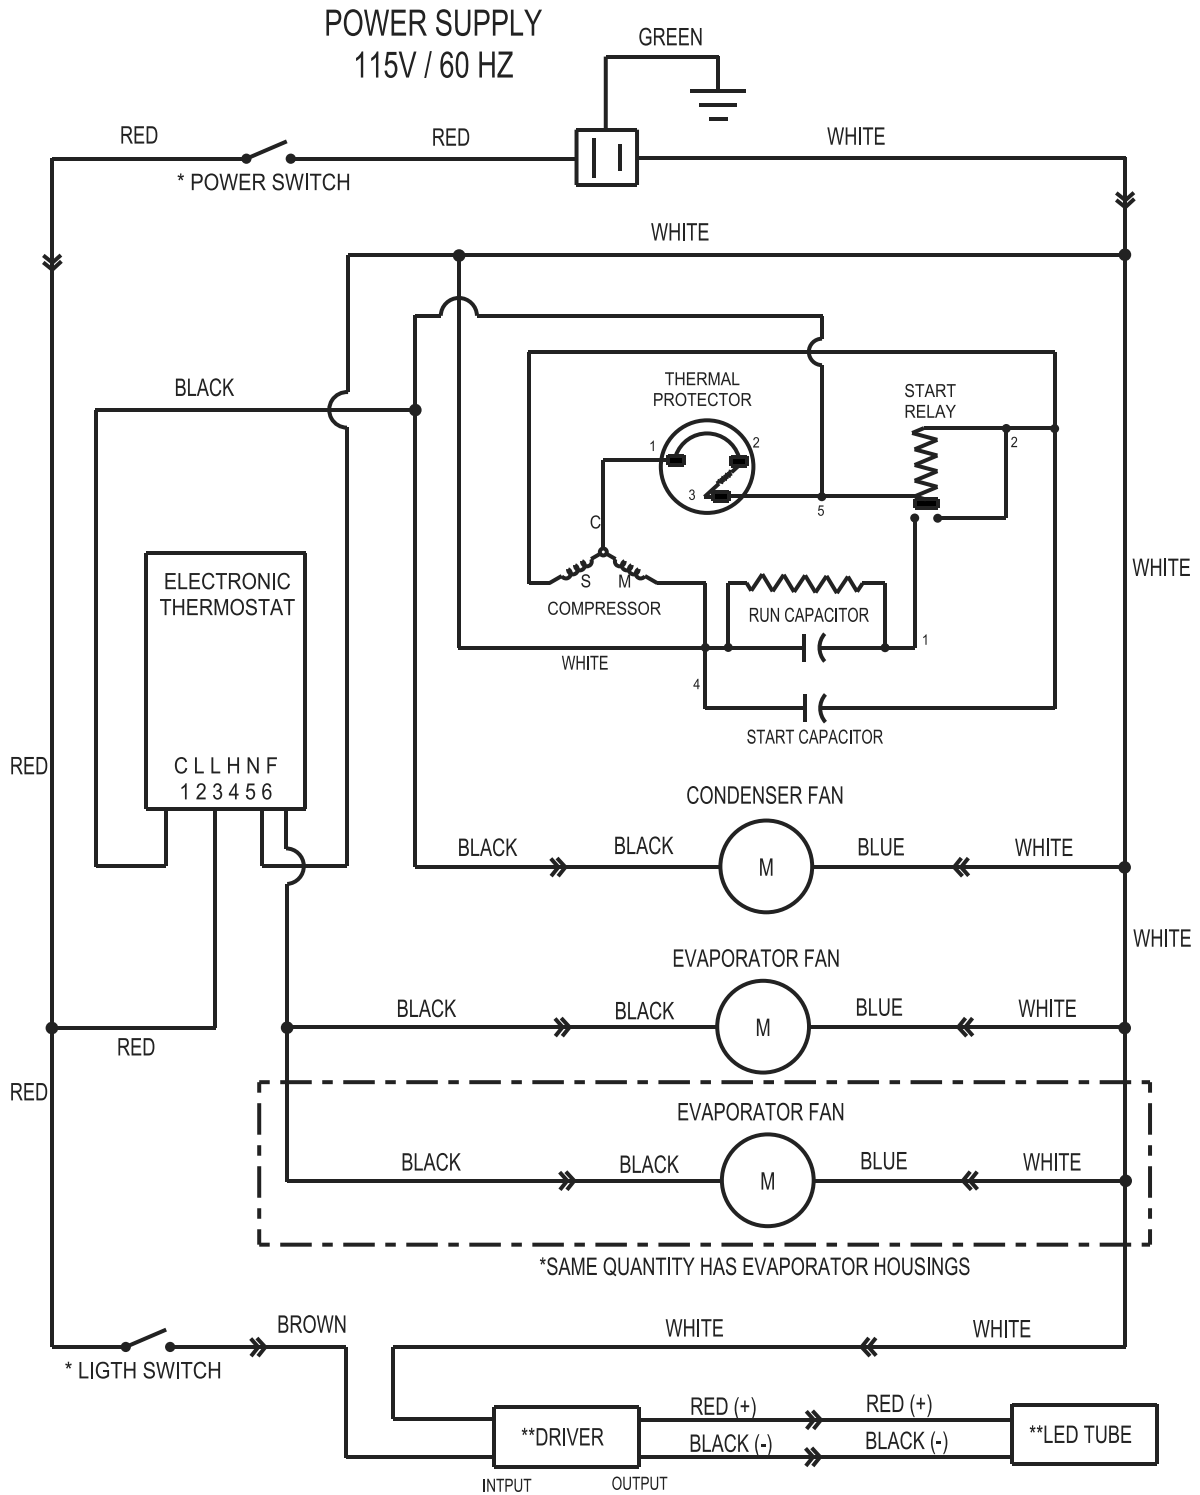 POWER SUPPLY
115V / 60 HZ
GREEN
RED
RED
WHITE
* POWER SWITCH
WHITE
BLACK
THERMAL
PROTECTOR
START
RELAY
1
2
2
3
5
C
S
M
COMPRESSOR
RUN CAPACITOR
1
WHITE
4
START CAPACITOR
WHITE
ELECTRONIC
THERMOSTAT
C L L H N F
1 2 3 4 5 6
RED
CONDENSER FAN
BLACK
BLACK
M
BLUE
WHITE
WHITE
EVAPORATOR FAN
BLACK
BLACK
M
BLUE
WHITE
RED
RED
EVAPORATOR FAN
BLACK
BLACK
M
BLUE
WHITE
*SAME QUANTITY HAS EVAPORATOR HOUSINGS
BROWN
WHITE
WHITE
* LIGTH SWITCH
RED (+)
RED (+)
**DRIVER
**LED TUBE
BLACK (-)
BLACK (-)
INTPUT
OUTPUT